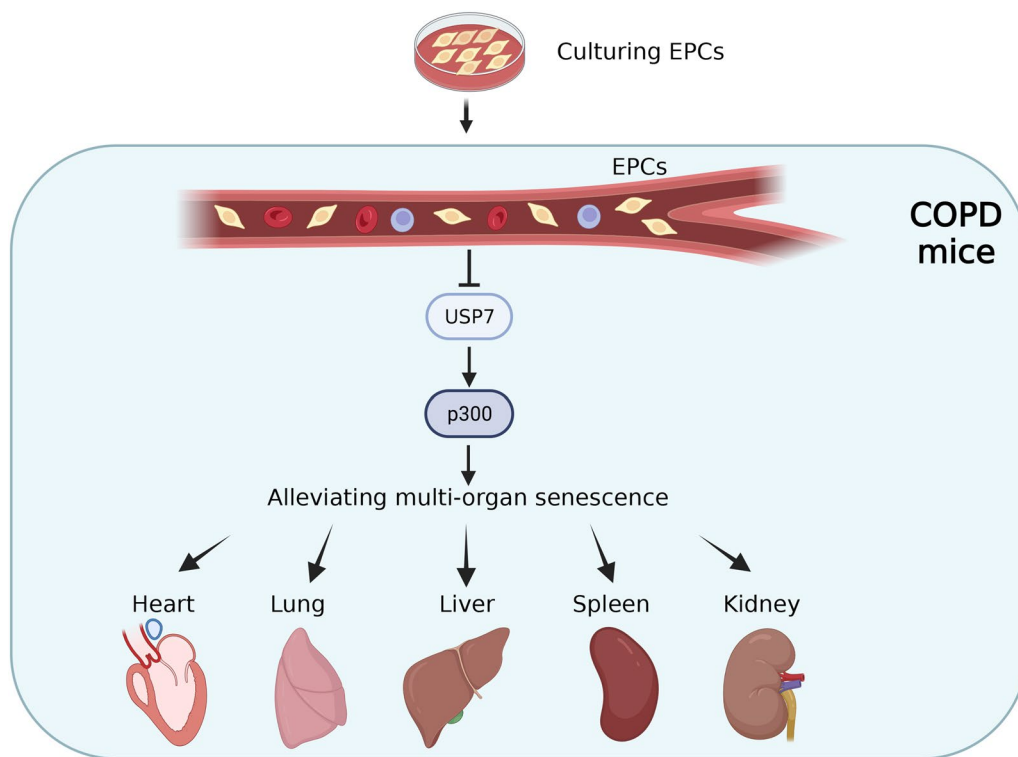 Culturing EPCs
EPCs
COPD
mice
USP7
p300
Alleviating multi-organ senescence
Heart
Lung
Liver
Spleen
Kidney